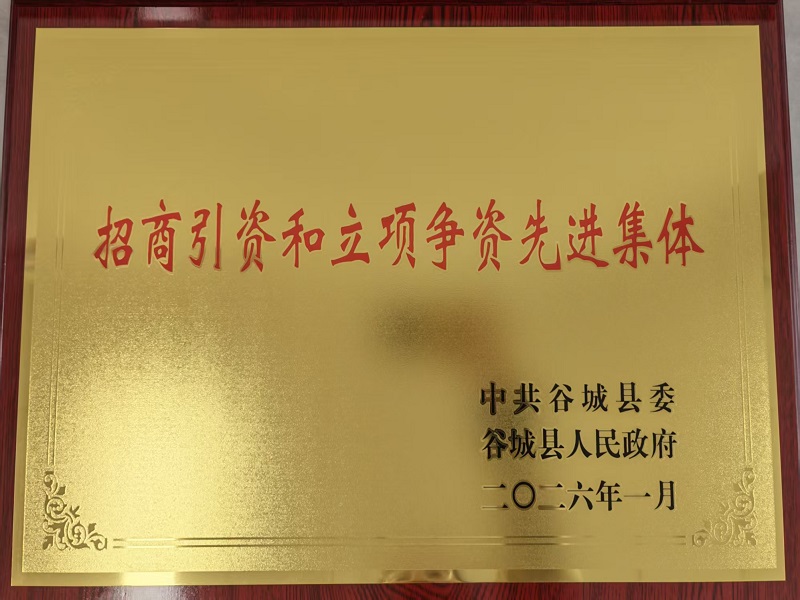 招商引资和立项争资先进集体
中共谷城县委
谷城县人民政府
二〇二六年一月